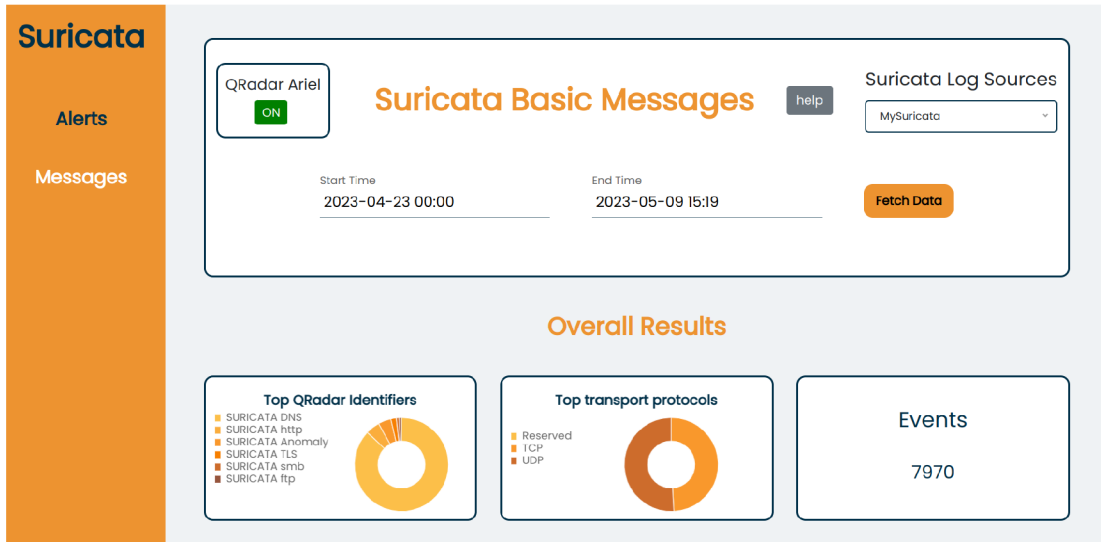 Suricata
Alerts
Messages
QRadar Ariel
ON
Suricata Basic Messages
help
Suricata Log Sources
MySuricata
Start Time
2023-04-23 00:00
End Time
2023-05-09 15:19
Fetch Data
Overall Results
Top QRadar Identifiers
SURICATA DNS
SURICATA http
SURICATA Anomaly
SURICATA TLS
SURICATA smb
SURICATA ftp
Top transport protocols
Reserved
TCP
UDP
Events
7970